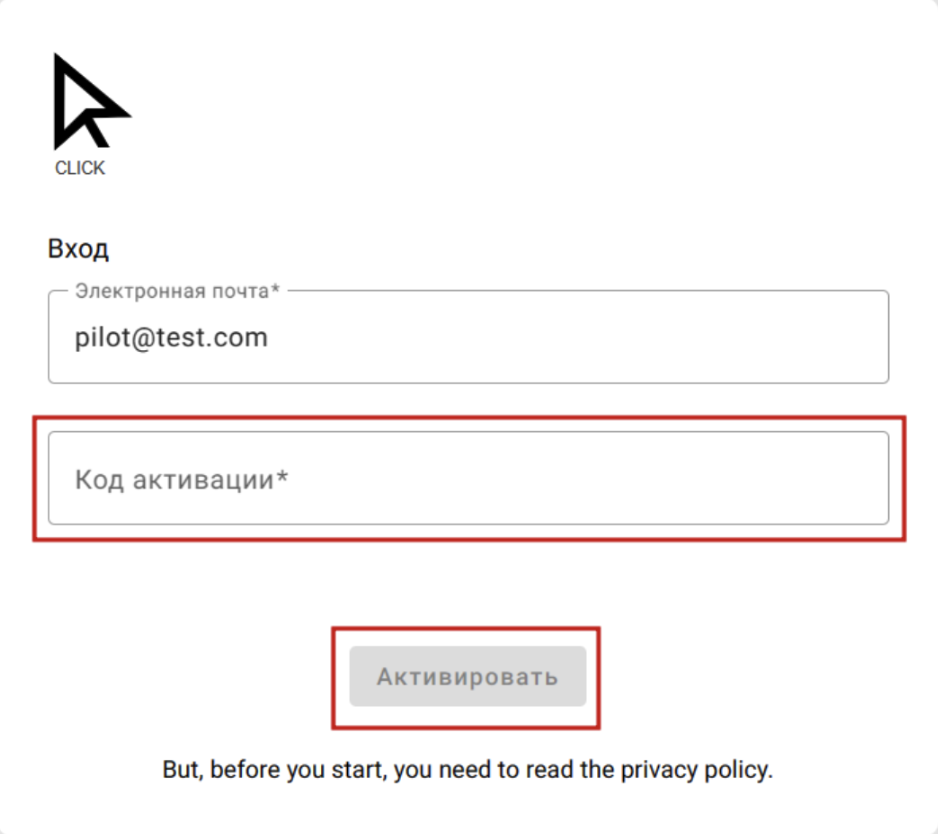 CLICK
Вход
Электронная почта*
pilot@test.com
Код активации*
Активировать
But, before you start, you need to read the privacy policy.